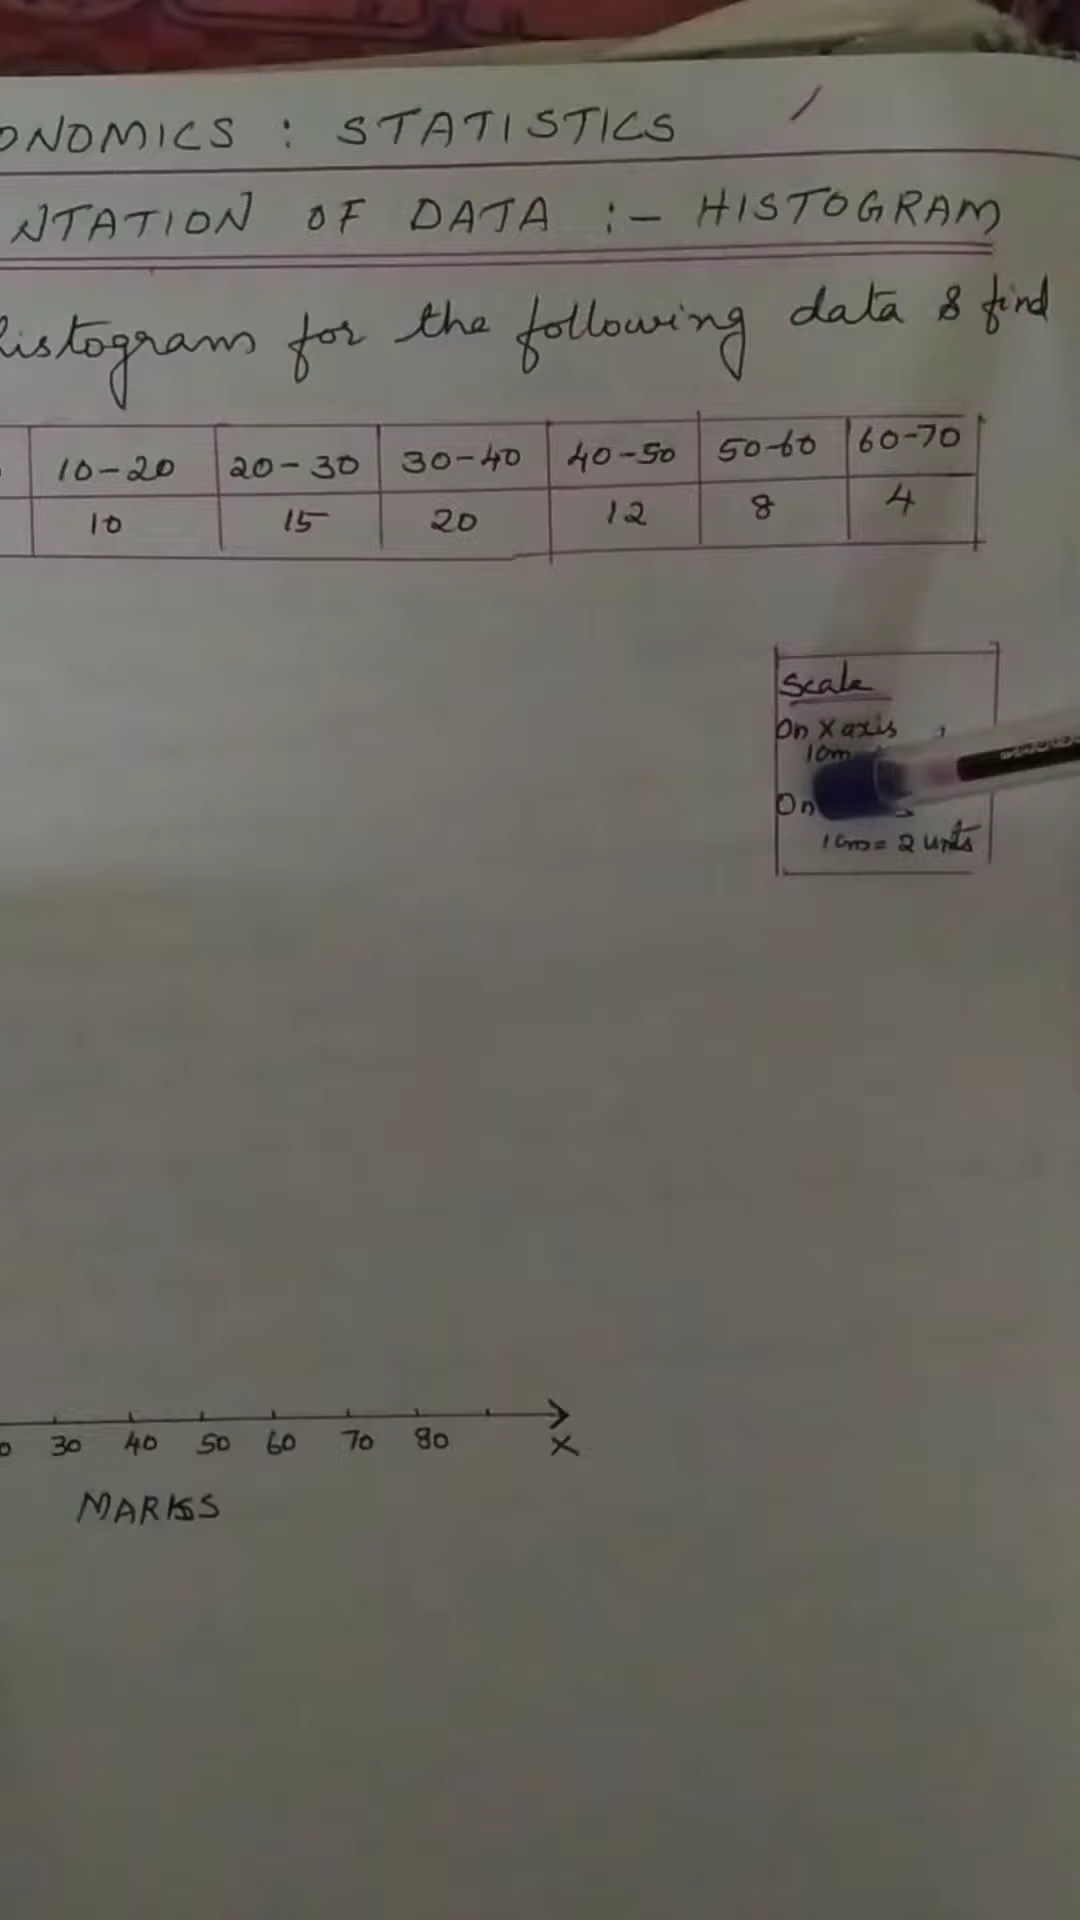 ONOMICS : STATISTICS
NTATION OF DATA :- HISTOGRAM
histograms for the following data & find
10-20 20-30 30-40 40-50 50-60 60-70
10 15 20 12 8 4
Scale
On X axis
1cm
On
1cm = 2 units
30 40 50 60 70 80 X
MARKS